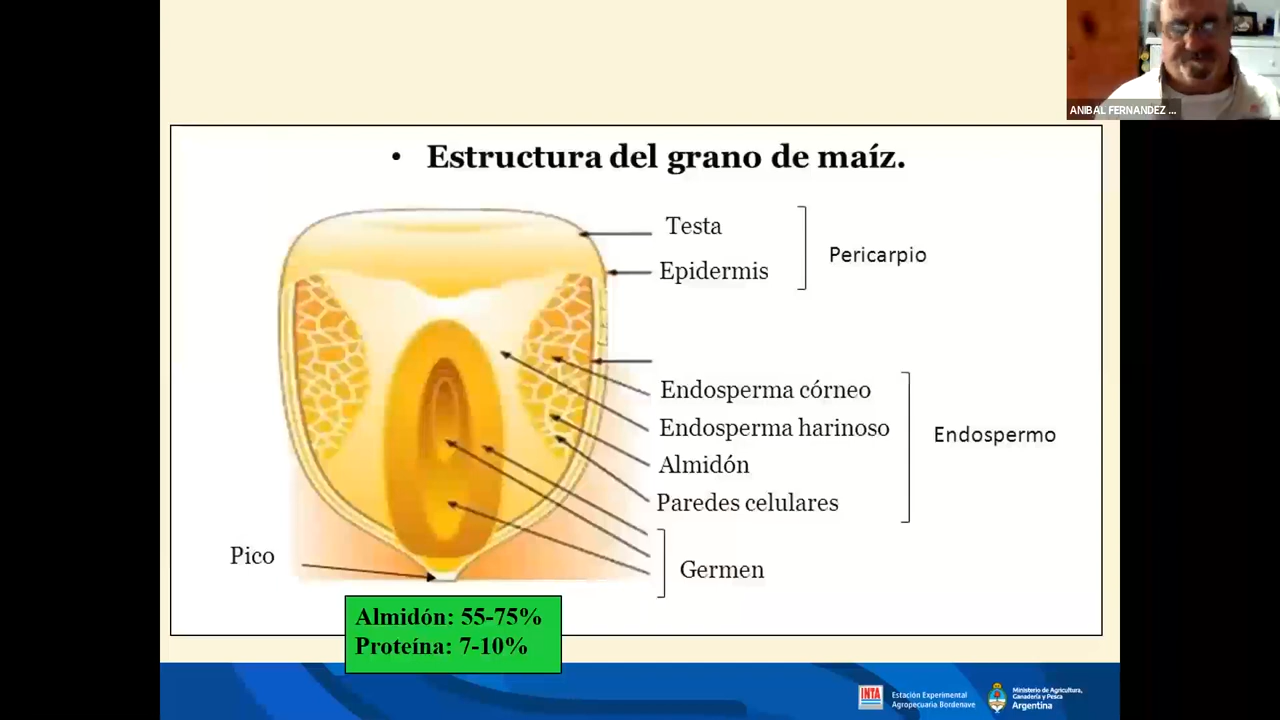 ANIBAL FERNANDEZ ...
• Estructura del grano de maíz.
Testa
Epidermis
Pericarpio
Endosperma córneo
Endosperma harinoso
Almidón
Paredes celulares
Endospermo
Germen
Pico
Almidón: 55-75%
Proteína: 7-10%
INTA
Estación Experimental
Agropecuaria Bordenave
Ministerio de Agricultura,
Ganadería y Pesca
Argentina